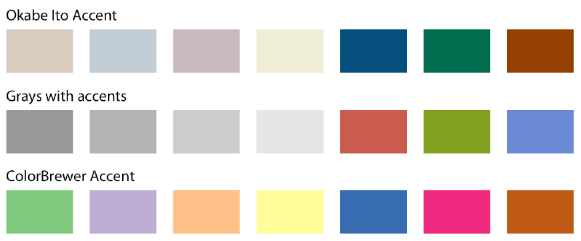 Okabe Ito Accent
Grays with accents
ColorBrewer Accent